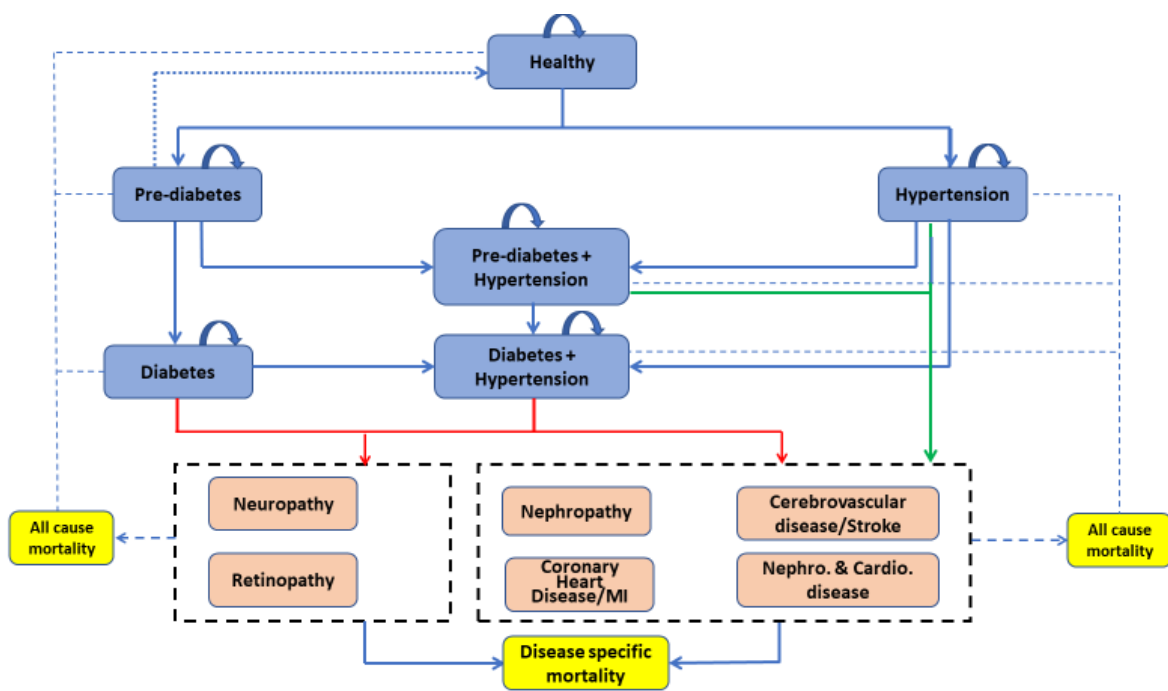 Healthy
Pre-diabetes
Hypertension
Pre-diabetes +
Hypertension
Diabetes
Diabetes +
Hypertension
Neuropathy
Retinopathy
Nephropathy
Cerebrovascular
disease/Stroke
Coronary
Heart
Disease/MI
Nephro. & Cardio.
disease
All cause
mortality
All cause
mortality
Disease specific
mortality